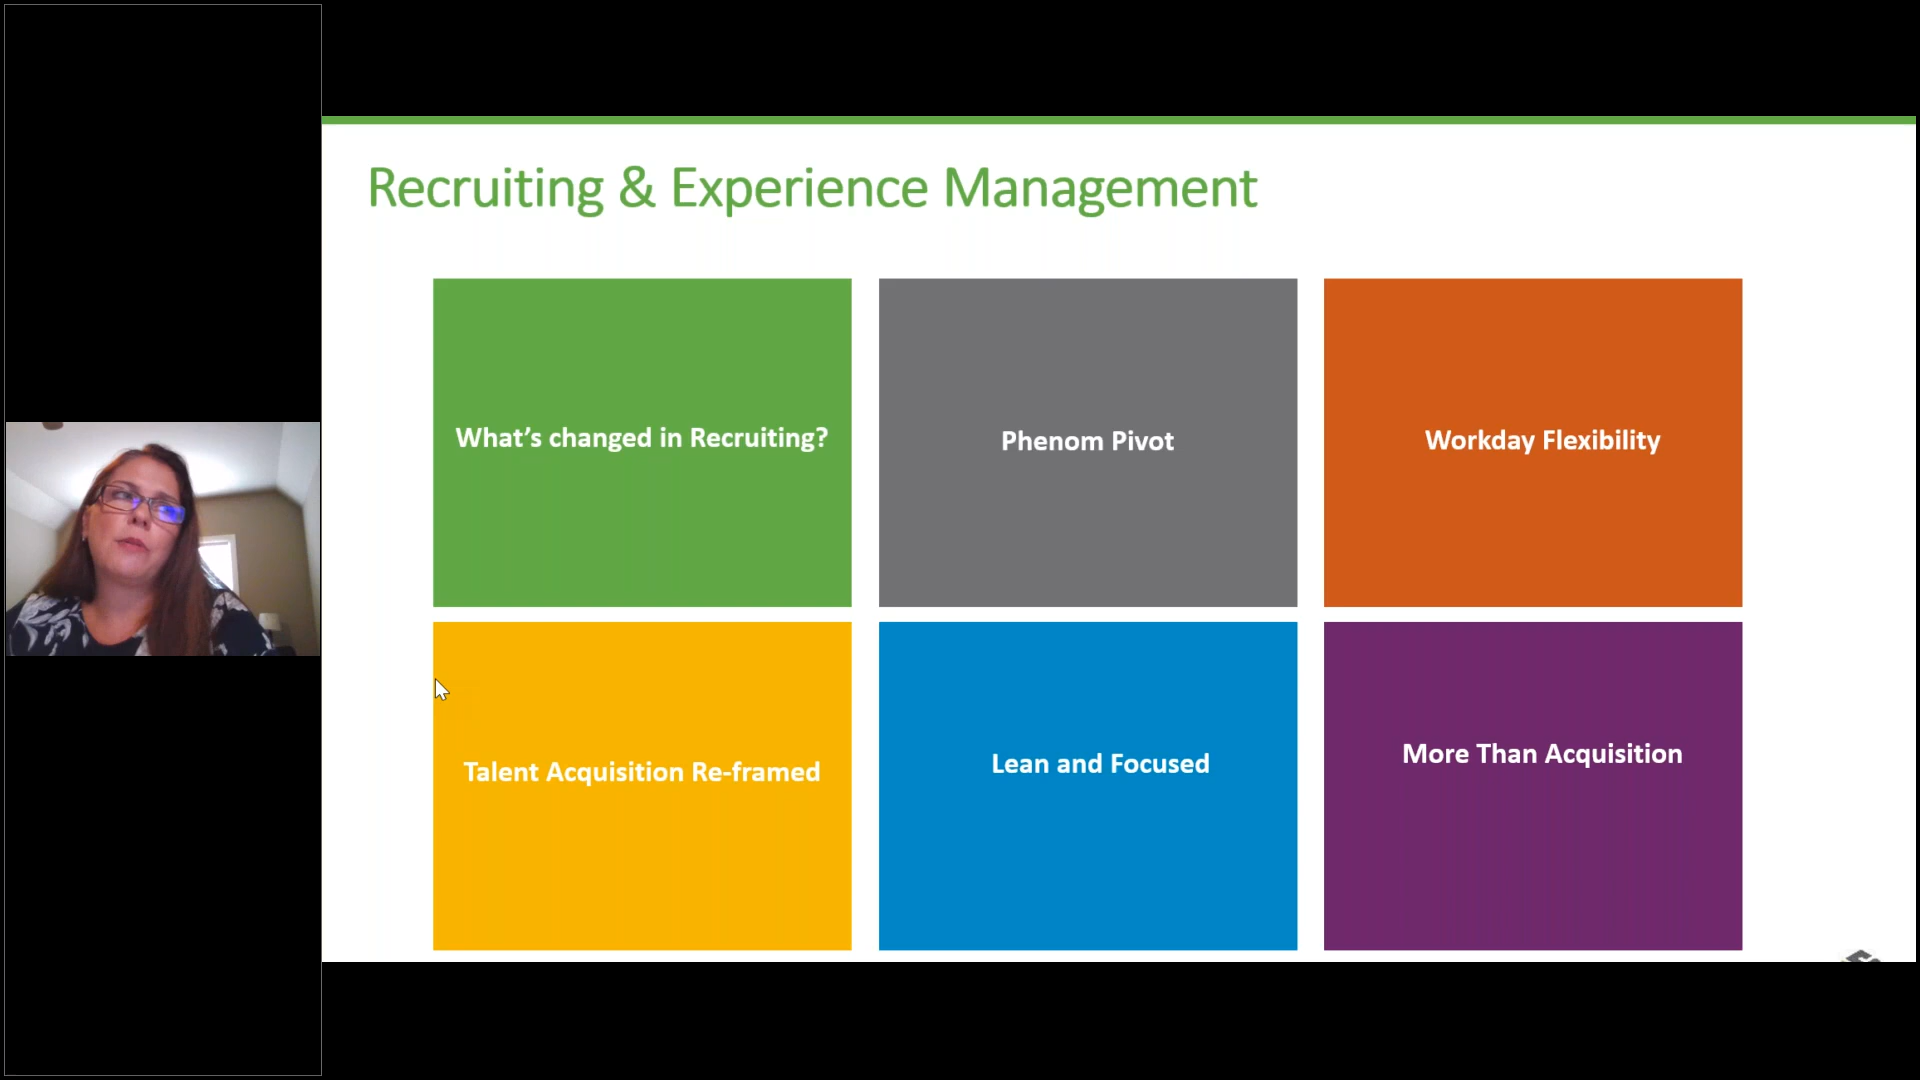 Recruiting & Experience Management
What’s changed in Recruiting?
Phenom Pivot
Workday Flexibility
Talent Acquisition Re-framed
Lean and Focused
More Than Acquisition